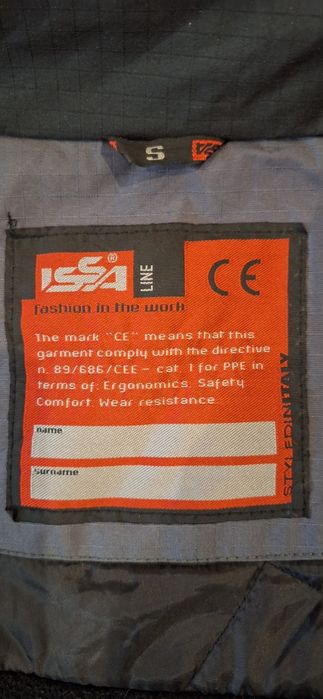 S
ISSA®
LINE
CE
fashion in the work
The mark "CE" means that this
garment comply with the directive
n. 89/686/CEE - cat. I for PPE in
terms of: Ergonomics. Safety
Comfort. Wear resistance.
name
surname
STYLED IN ITALY